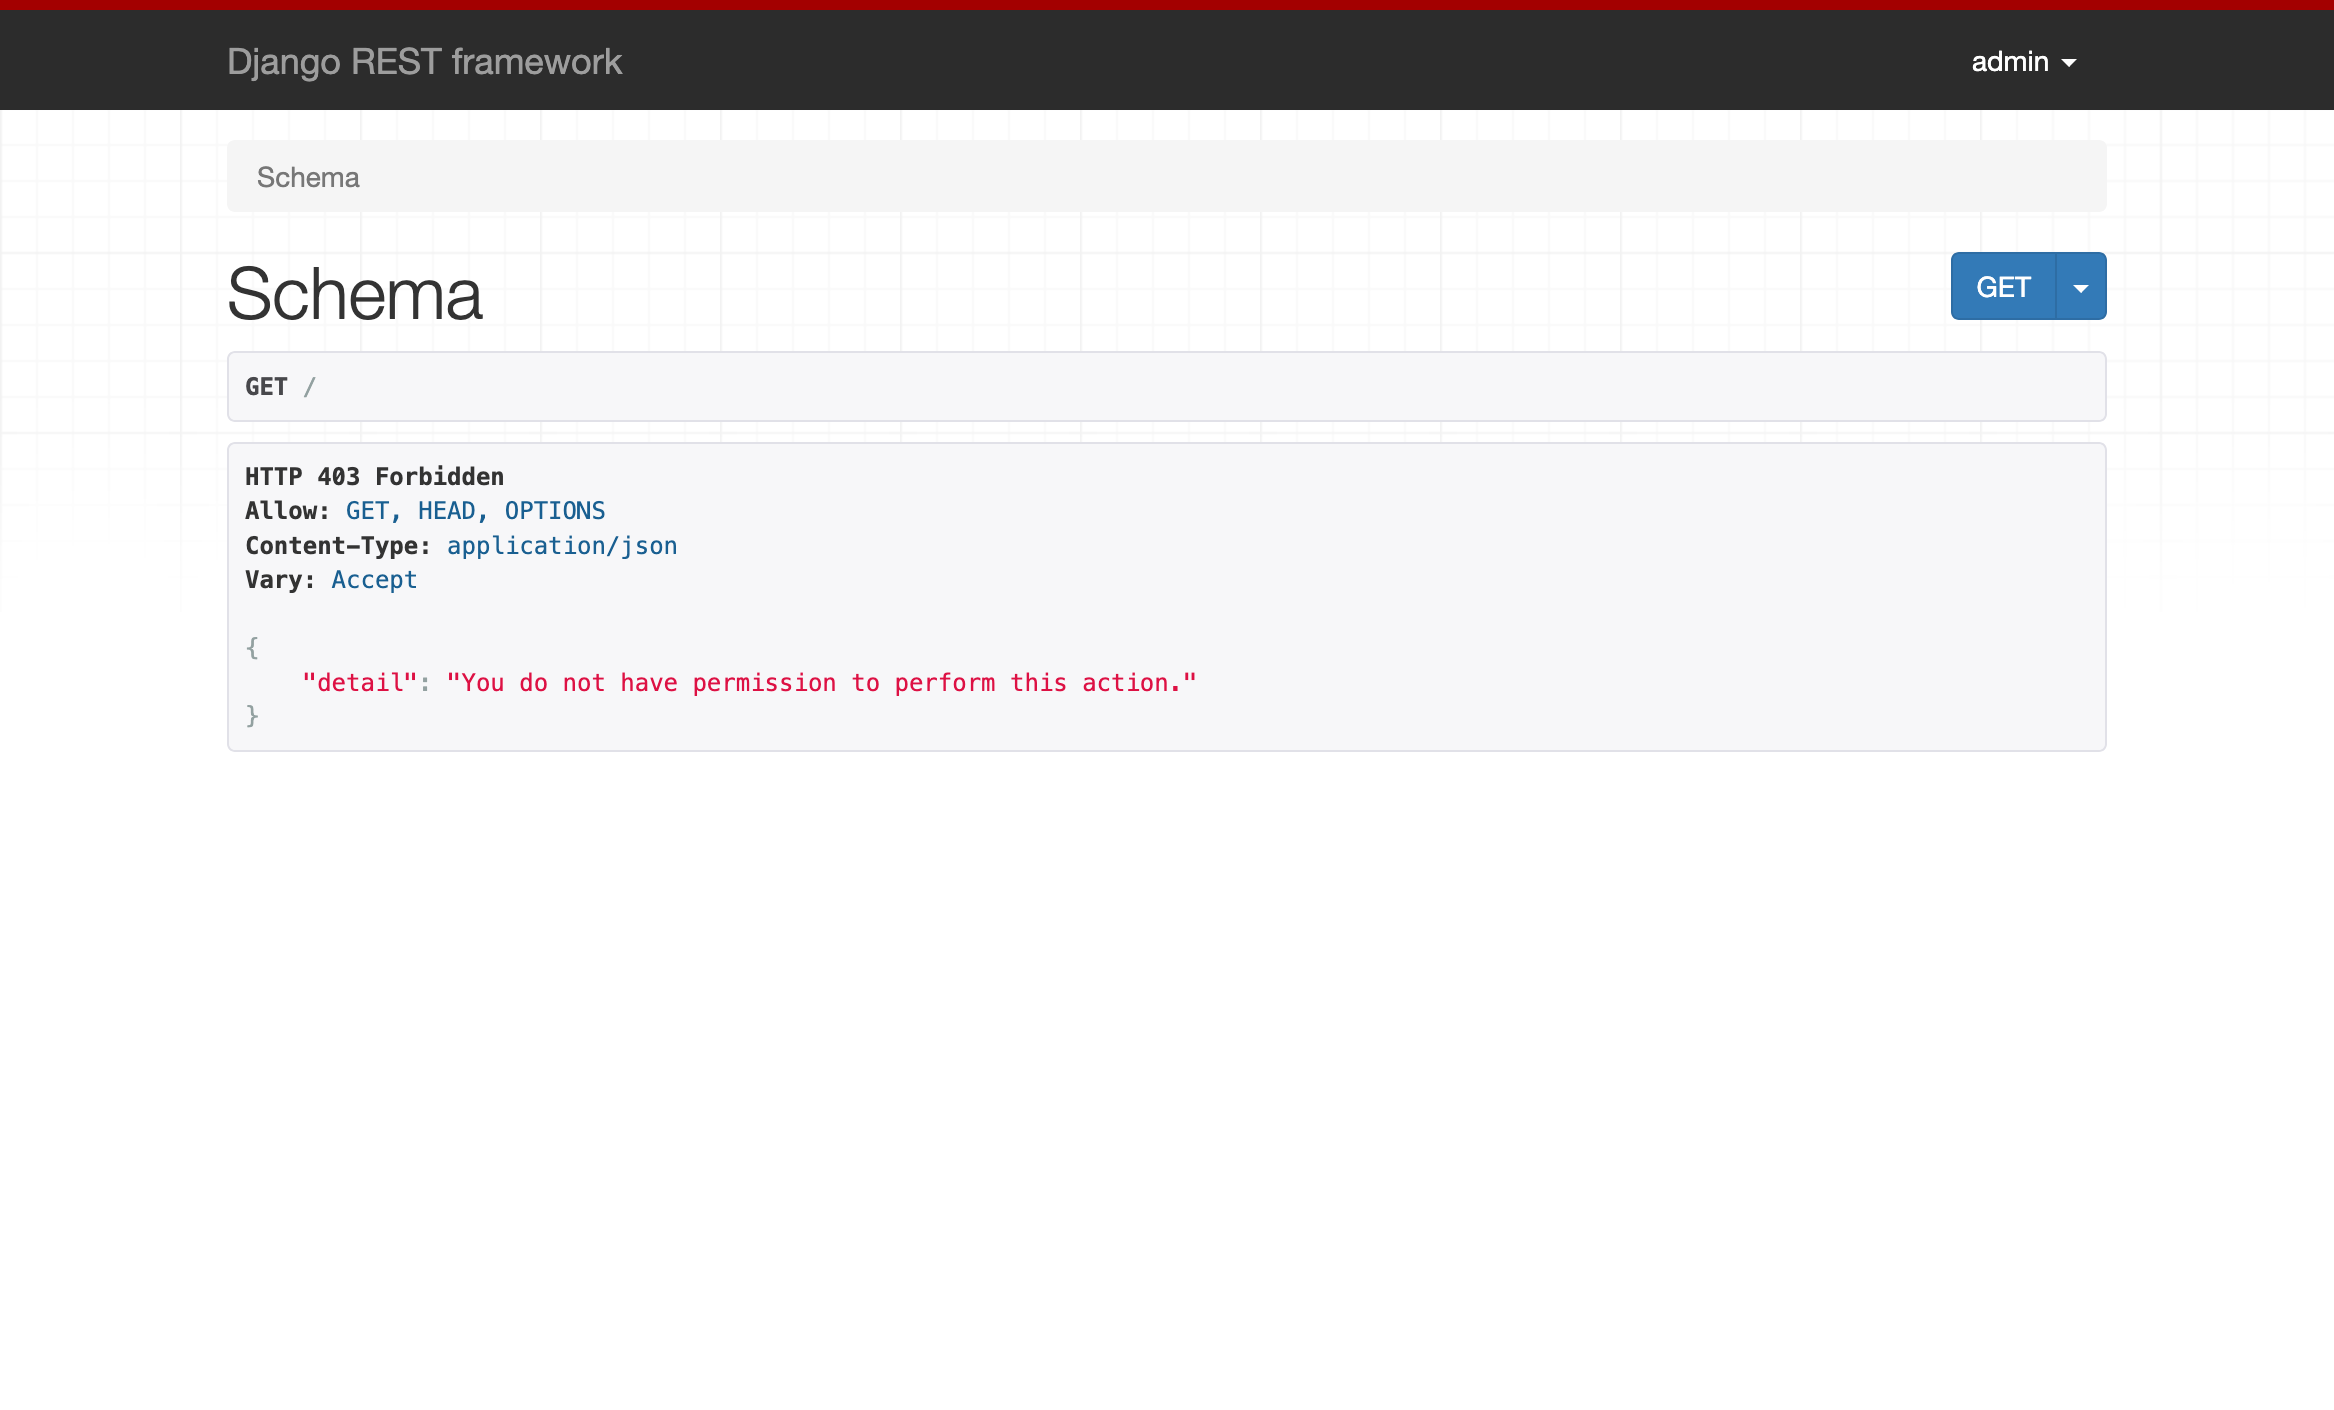 Django REST framework
admin
Schema
Schema
GET
GET /
HTTP 403 Forbidden
Allow: GET, HEAD, OPTIONS
Content-Type: application/json
Vary: Accept
{
    "detail": "You do not have permission to perform this action."
}